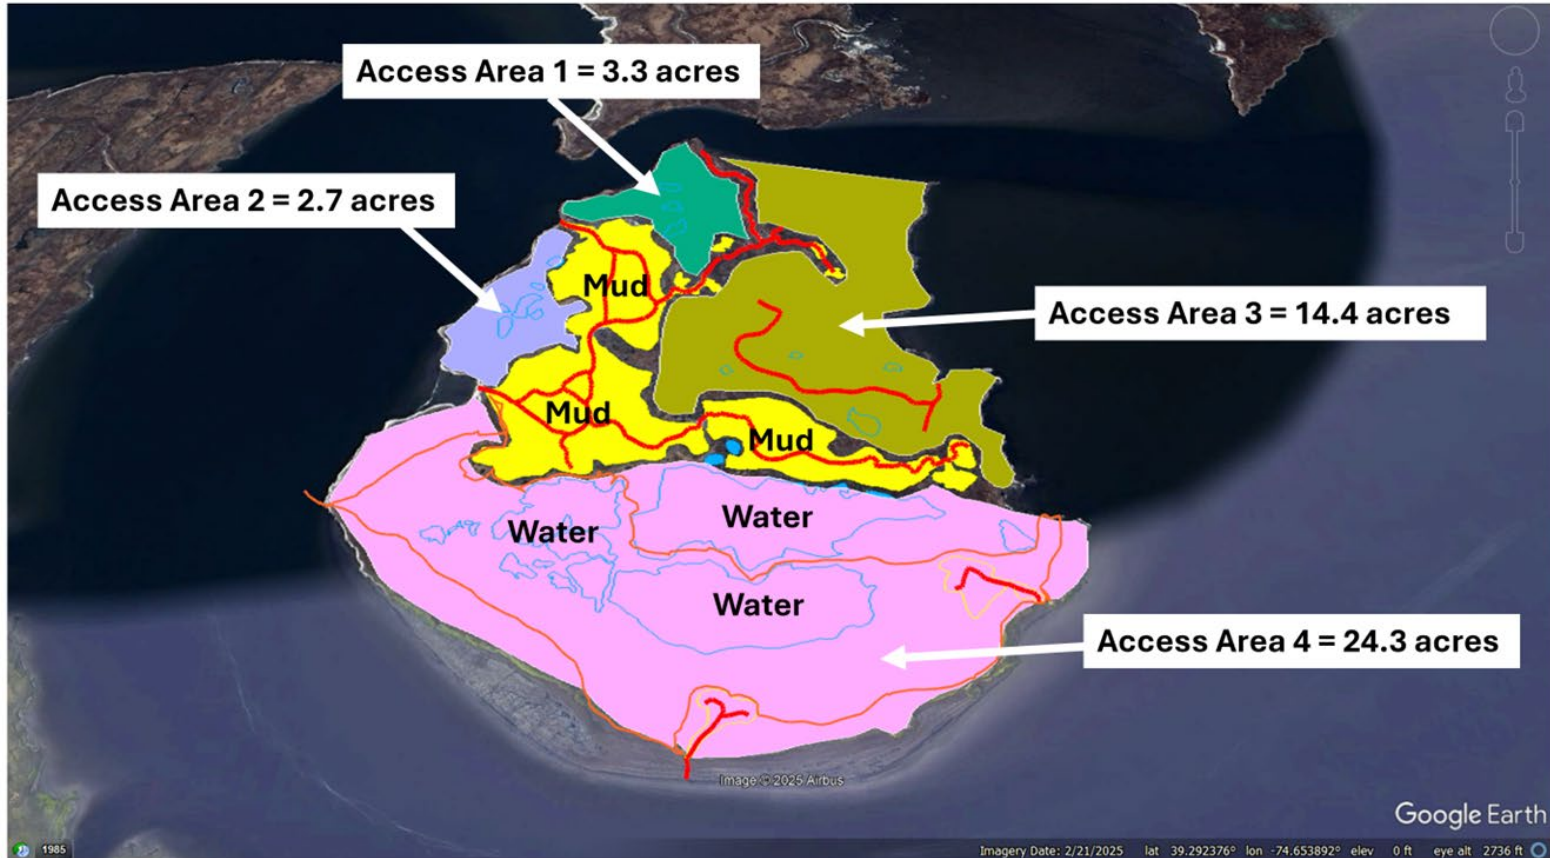 Access Area 1 = 3.3 acres
Access Area 2 = 2.7 acres
Mud
Access Area 3 = 14.4 acres
Mud
Mud
Water
Water
Water
Access Area 4 = 24.3 acres
Image © 2025 Airbus
Google Earth
1985
Imagery Date: 2/21/2025 lat 39.292376° lon -74.653892° elev 0 ft eye alt 2736 ft